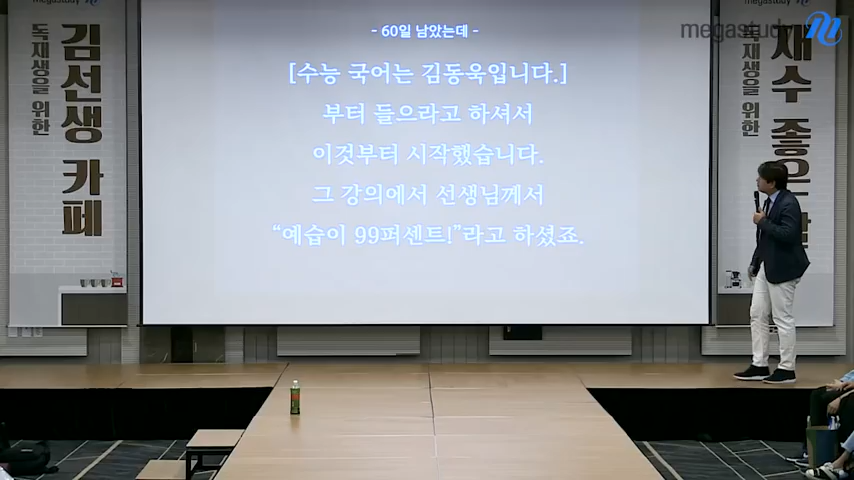 megastudy
독재생을 위한
김선생 카페
- 60일 남았는데 -
[수능 국어는 김동욱입니다.]
부터 들으라고 하셔서
이것부터 시작했습니다.
그 강의에서 선생님께서
“예습이 99퍼센트!”라고 하셨죠.
megastudy
megastudy
독재생을 위한
재수 좋은